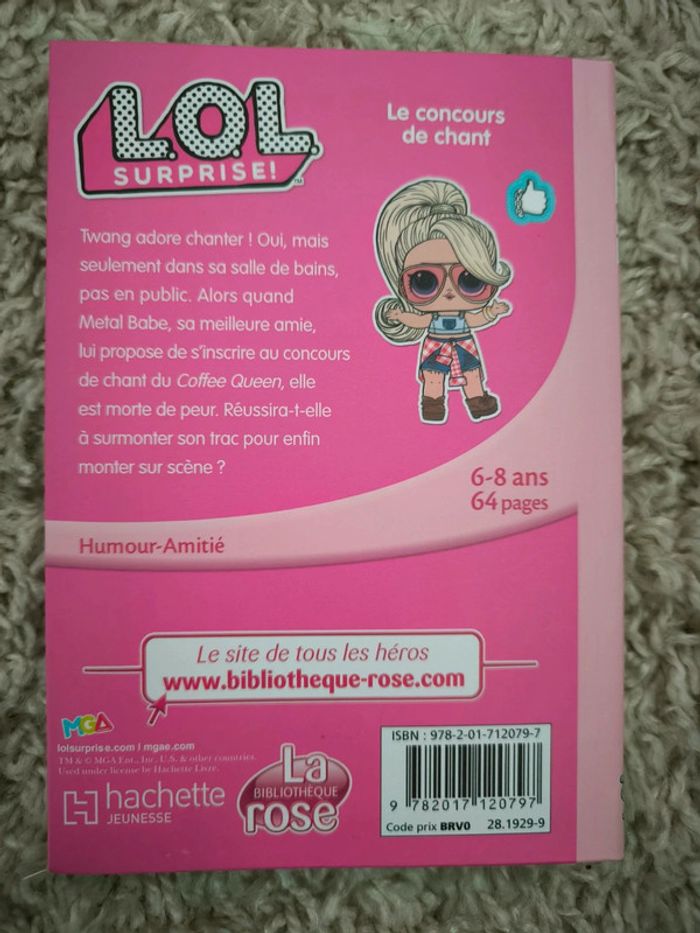 L.O.L.
SURPRISE!
TM
Le concours
de chant
Twang adore chanter ! Oui, mais
seulement dans sa salle de bains,
pas en public. Alors quand
Metal Babe, sa meilleure amie,
lui propose de s'inscrire au concours
de chant du Coffee Queen, elle
est morte de peur. Réussira-t-elle
à surmonter son trac pour enfin
monter sur scène ?
6-8 ans
64 pages
Humour-Amitié
Le site de tous les héros
www.bibliotheque-rose.com
MGA
lolsurprise.com / mgae.com
TM & © MGA Ent., Inc. U.S. & other countries.
Used under license by Hachette Livre.
hachette
JEUNESSE
La
BIBLIOTHÈQUE
rose
ISBN : 978-2-01-712079-7
9 782017 120797
Code prix BRV0 28.1929-9